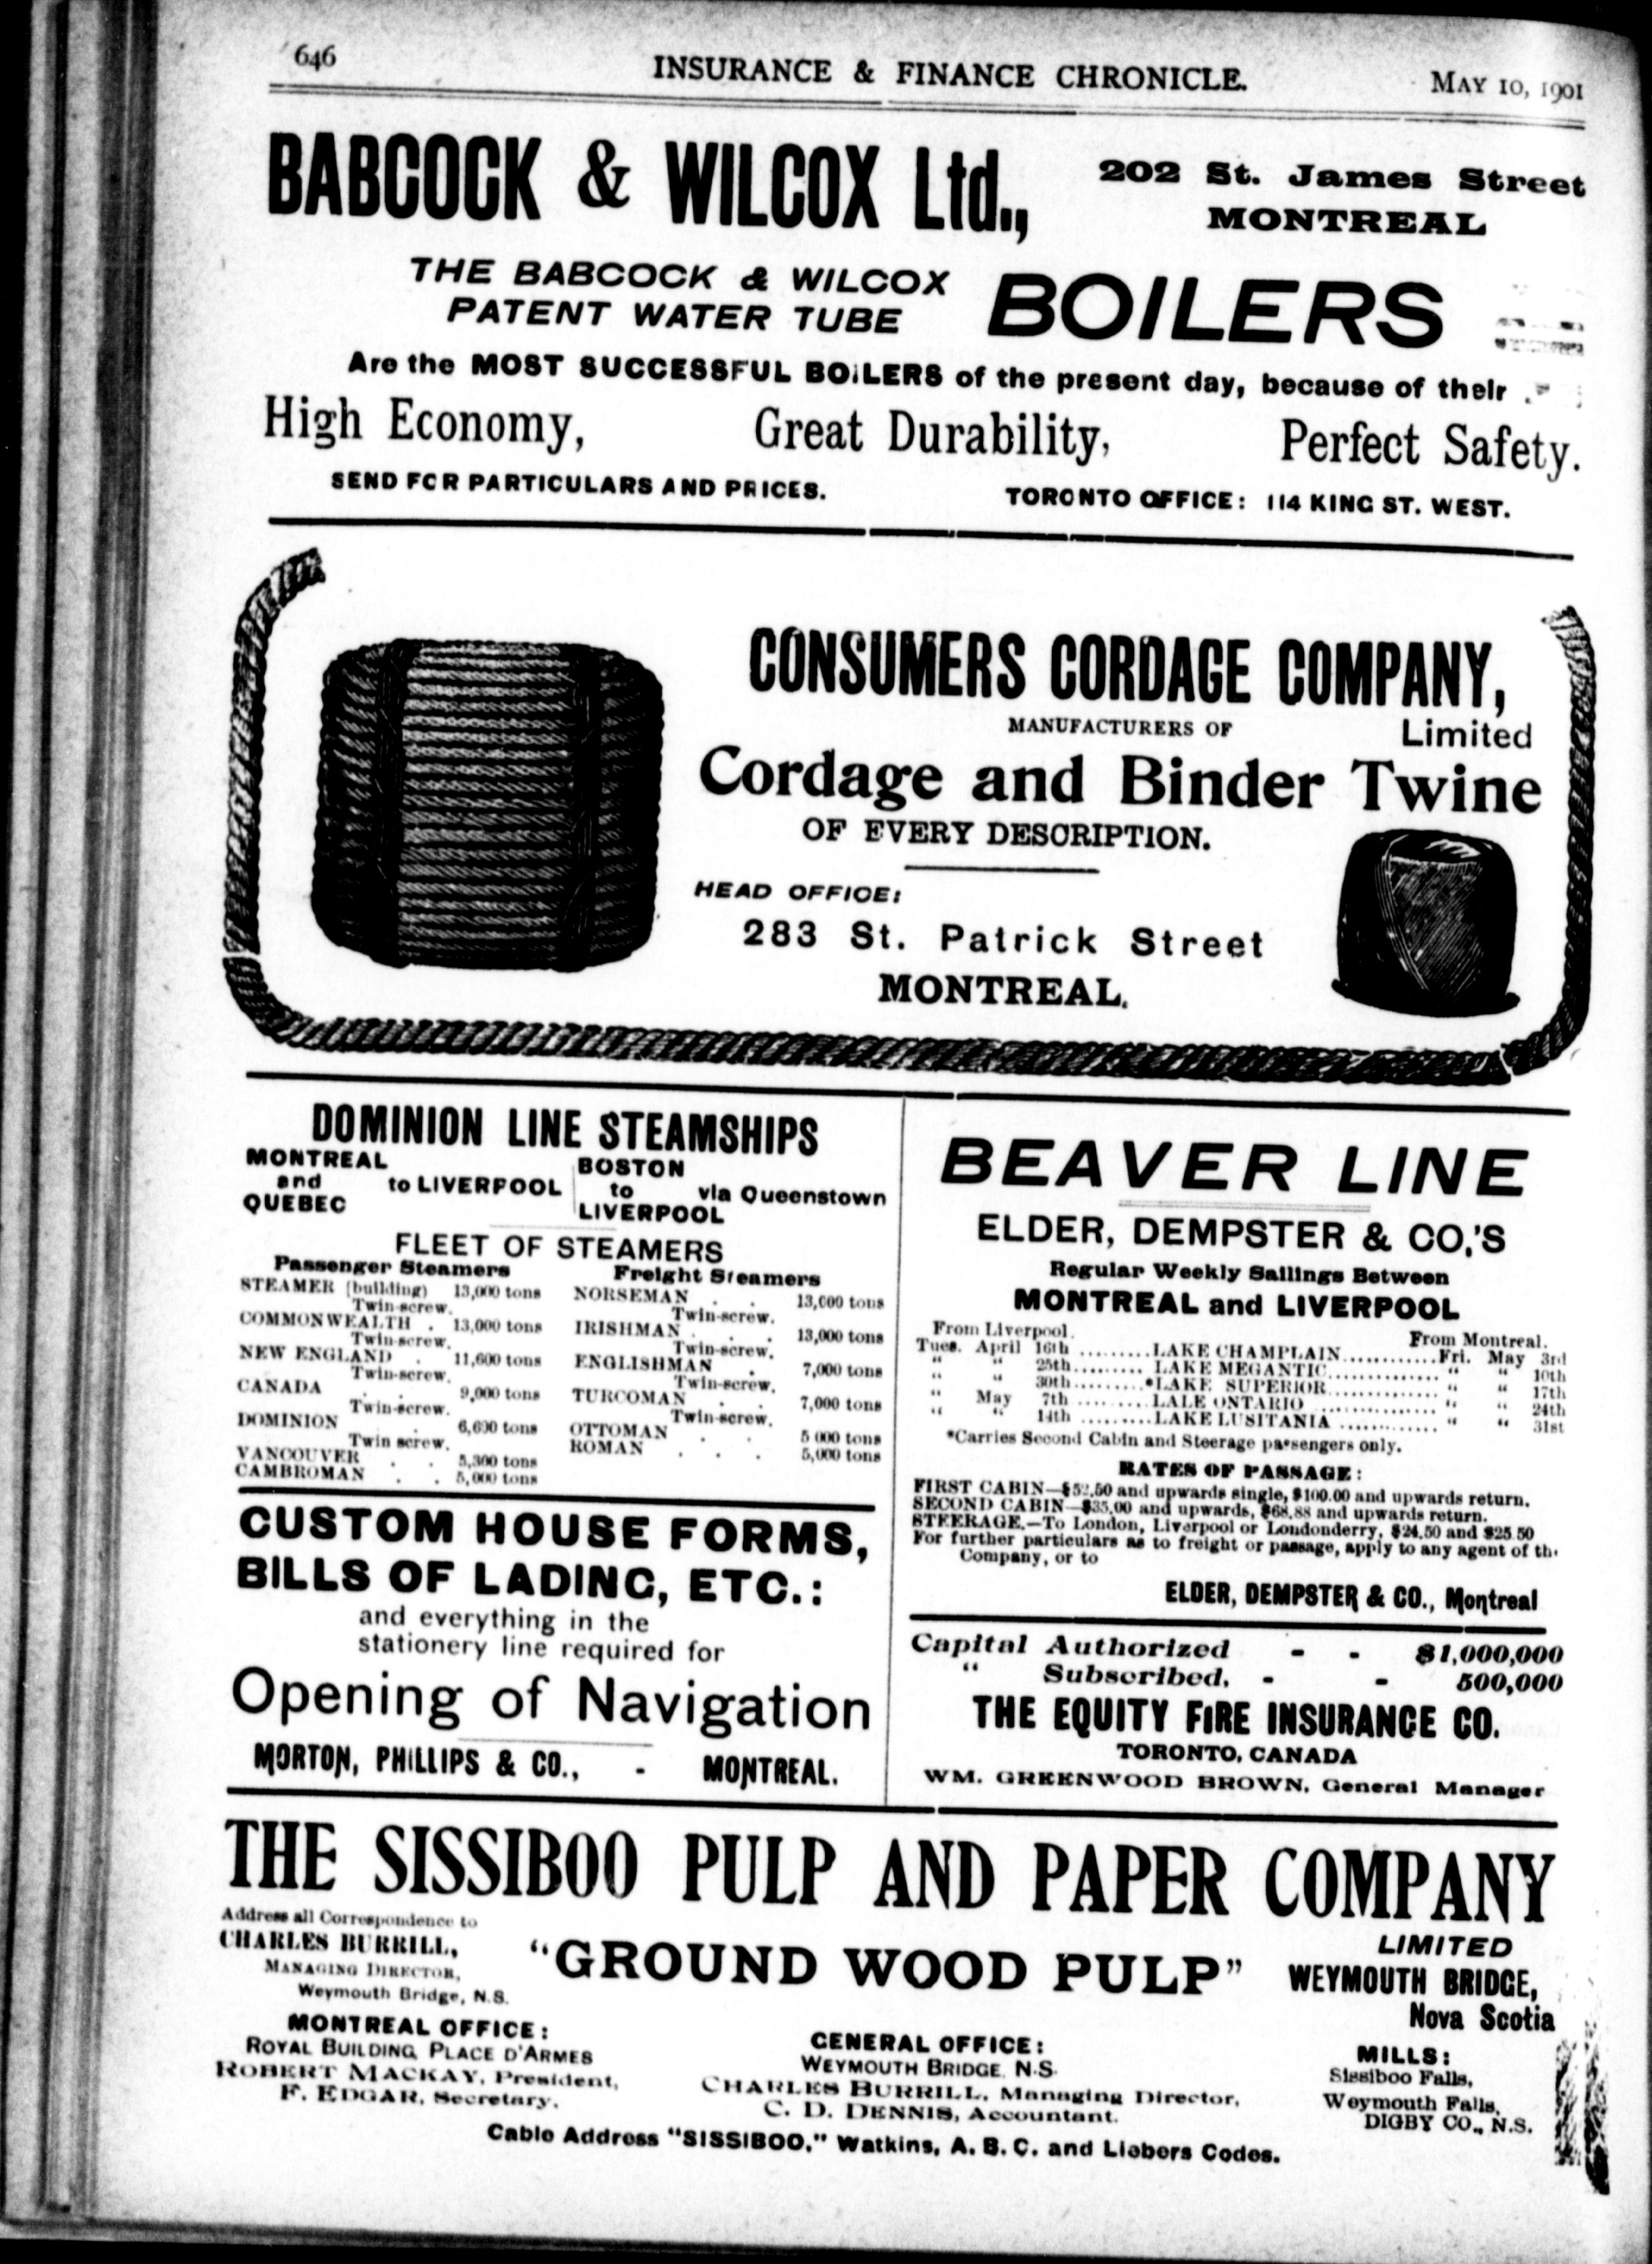 646
INSURANCE & FINANCE CHRONICLE.
MAY 10, 1901
BABCOCK & WILCOX Ltd.,
202 St. James Street
MONTREAL
THE BABCOCK & WILCOX
PATENT WATER TUBE
BOILERS
Are the MOST SUCCESSFUL BOILERS of the present day, because of their
High Economy, Great Durability, Perfect Safety.
SEND FOR PARTICULARS AND PRICES.
TORONTO OFFICE: 114 KING ST. WEST.
CONSUMERS CORDAGE COMPANY,
MANUFACTURERS OF
Limited
Cordage and Binder Twine
OF EVERY DESCRIPTION.
HEAD OFFICE:
283 St. Patrick Street
MONTREAL.
DOMINION LINE STEAMSHIPS
MONTREAL
and
QUEBEC
to LIVERPOOL
BOSTON
to
LIVERPOOL
via Queenstown
FLEET OF STEAMERS
Passenger Steamers
STEAMER (building) 13,000 tons
Twin-screw.
COMMONWEALTH . 13,000 tons
Twin-screw.
NEW ENGLAND . 11,600 tons
Twin-screw.
CANADA . . 9,000 tons
Twin-screw.
DOMINION . 6,600 tons
Twin screw.
VANCOUVER . . 5,300 tons
CAMBROMAN . . 5,000 tons
Freight Steamers
NORSEMAN . . 13,000 tons
Twin-screw.
IRISHMAN . . . 13,000 tons
Twin-screw.
ENGLISHMAN . 7,000 tons
Twin-screw.
TURCOMAN . . 7,000 tons
Twin-screw.
OTTOMAN . . 5 000 tons
ROMAN . . . 5,000 tons
CUSTOM HOUSE FORMS,
BILLS OF LADING, ETC.:
and everything in the
stationery line required for
Opening of Navigation
MORTON, PHILLIPS & CO., - MONTREAL.
BEAVER LINE
ELDER, DEMPSTER & CO,'S
Regular Weekly Sailings Between
MONTREAL and LIVERPOOL
From Liverpool. From Montreal.
Tues. April 16th .........LAKE CHAMPLAIN............Fri. May 3rd
" " 25th......... LAKE MEGANTIC............... " " 10th
" " 30th.........*LAKE SUPERIOR............... " " 17th
" May 7th ..........LALE ONTARIO ................ " " 24th
" " 14th .........LAKE LUSITANIA ............. " " 31st
*Carries Second Cabin and Steerage passengers only.
RATES OF PASSAGE:
FIRST CABIN—$52.50 and upwards single, $100.00 and upwards return.
SECOND CABIN—$35.00 and upwards, $68.88 and upwards return.
STEERAGE.—To London, Liverpool or Londonderry, $24.50 and $25 50
For further particulars as to freight or passage, apply to any agent of the
Company, or to
ELDER, DEMPSTER & CO., Montreal
Capital Authorized - - $1,000,000
" Subscribed, - - 500,000
THE EQUITY FIRE INSURANCE CO.
TORONTO, CANADA
WM. GREENWOOD BROWN, General Manager
THE SISSIBOO PULP AND PAPER COMPANY
LIMITED
Address all Correspondence to
CHARLES BURRILL,
MANAGING DIRECTOR,
Weymouth Bridge, N.S.
"GROUND WOOD PULP"
WEYMOUTH BRIDGE,
Nova Scotia
MONTREAL OFFICE:
ROYAL BUILDING, PLACE D'ARMES
ROBERT MACKAY, President,
F. EDGAR, Secretary.
GENERAL OFFICE:
WEYMOUTH BRIDGE, N.S.
CHARLES BURRILL, Managing Director,
C. D. DENNIS, Accountant.
MILLS:
Sissiboo Falls,
Weymouth Falls,
DIGBY CO., N.S.
Cable Address "SISSIBOO," Watkins, A. B. C. and Liebers Codes.